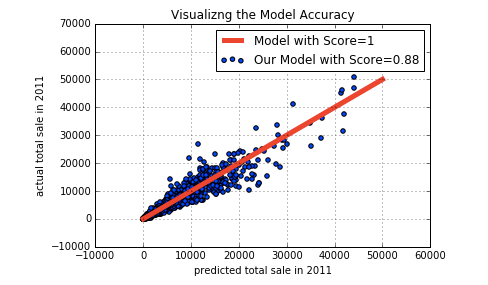 Visualizng the Model Accuracy
Model with Score=1
Our Model with Score=0.88
actual total sale in 2011
70000
60000
50000
40000
30000
20000
10000
0
−10000
−10000 0 10000 20000 30000 40000 50000 60000
predicted total sale in 2011